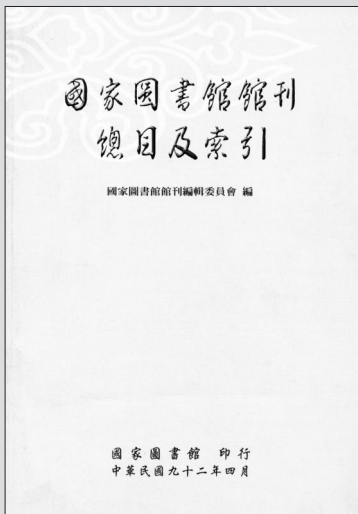 國家圖書館館刊
總目及索引
國家圖書館館刊編輯委員會 編
國家圖書館 印行
中華民國九十二年四月